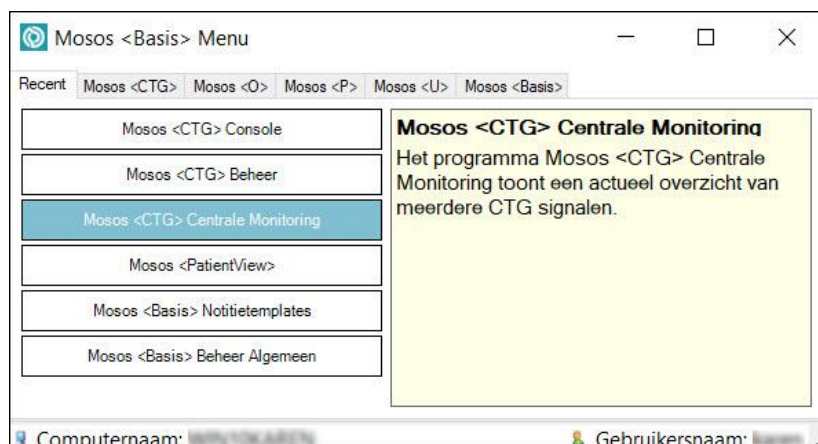 Mosos <Basis> Menu
Recent Mosos <CTG> Mosos <O> Mosos <P> Mosos <U> Mosos <Basis>
Mosos <CTG> Console
Mosos <CTG> Beheer
Mosos <CTG> Centrale Monitoring
Mosos <PatientView>
Mosos <Basis> Notitietemplates
Mosos <Basis> Beheer Algemeen
Mosos <CTG> Centrale Monitoring
Het programma Mosos <CTG> Centrale
Monitoring toont een actueel overzicht van
meerdere CTG signalen.
Computernaam:
Gebruikersnaam: